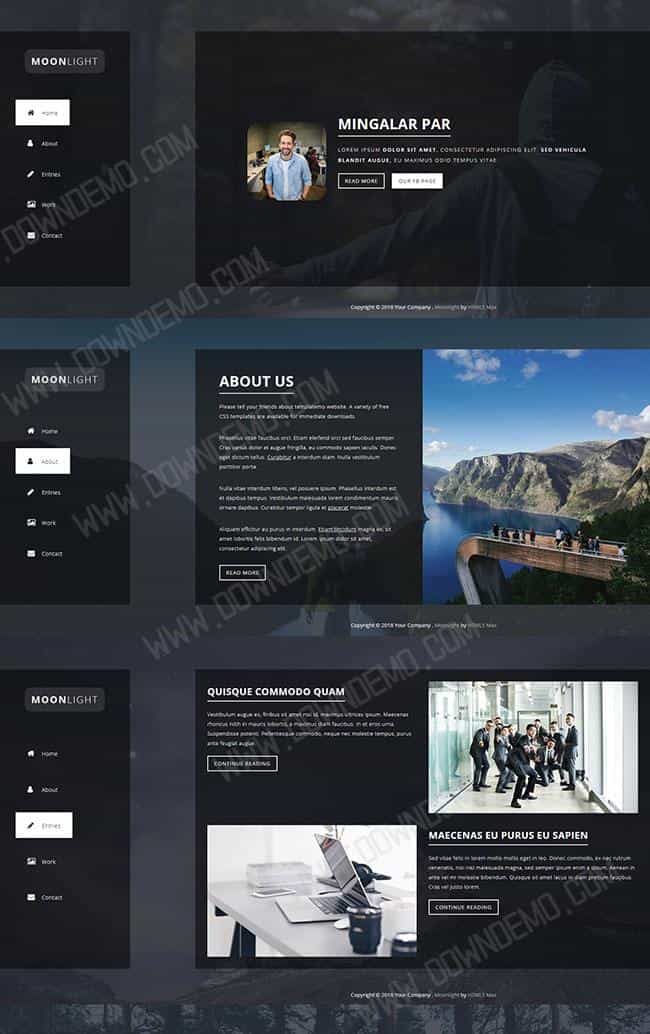 MOONLIGHT
Home
About
Entries
Work
Contact
MINGALAR PAR
LOREM IPSUM DOLOR SIT AMET, CONSECTETUR ADIPISCING ELIT. SED VEHICULA
BLANDIT AUGUE, EU MAXIMUS ODIO TEMPUS VITAE
READ MORE
OUR FB PAGE
Copyright © 2018 Your Company , Moonlight by HTML5 Max
MOONLIGHT
Home
About
Entries
Work
Contact
ABOUT US
Please tell your friends about templatemo website. A variety of free
CSS templates are available for immediate downloads.
Phasellus vitae faucibus orci. Etiam eleifend orci sed faucibus semper.
Cras varius dolor et augue fringilla, eu commodo sapien iaculis. Donec
eget dictum tellus. Curabitur a interdum diam. Nulla vestibulum
porttitor porta.
Nulla vitae interdum libero, vel posuere ipsum. Phasellus interdum est
et dapibus tempus. Vestibulum malesuada lorem condimentum mauris
ornare dapibus. Curabitur tempor ligula et placerat molestie.
Aliquam efficitur eu purus in interdum. Etiam tincidunt magna ex, sit
amet lobortis felis bibendum id. Lorem ipsum dolor sit amet,
consectetur adipiscing elit.
READ MORE
Copyright © 2018 Your Company , Moonlight by HTML5 Max
MOONLIGHT
Home
About
Entries
Work
Contact
QUISQUE COMMODO QUAM
Vestibulum augue ex, finibus sit amet nisi id, maximus ultrices ipsum. Maecenas
rhoncus nibh in mauris lobortis, a maximus diam faucibus. In et eros urna.
Suspendisse potenti. Pellentesque commodo, neque nec molestie tempus, purus
ante feugiat augue.
CONTINUE READING
MAECENAS EU PURUS EU SAPIEN
Sed vitae felis in lorem mollis mollis eget in leo. Donec commodo, ex nec rutrum
venenatis, nisi nisl malesuada magna, sed aliquam massa tortor eu odio. Aenean in
ante vel mi molestie bibendum. Quisque sit amet lacus in diam pretium faucibus.
Cras vel justo lorem.
CONTINUE READING
Copyright © 2018 Your Company , Moonlight by HTML5 Max
WWW.DOWNDEMO.COM